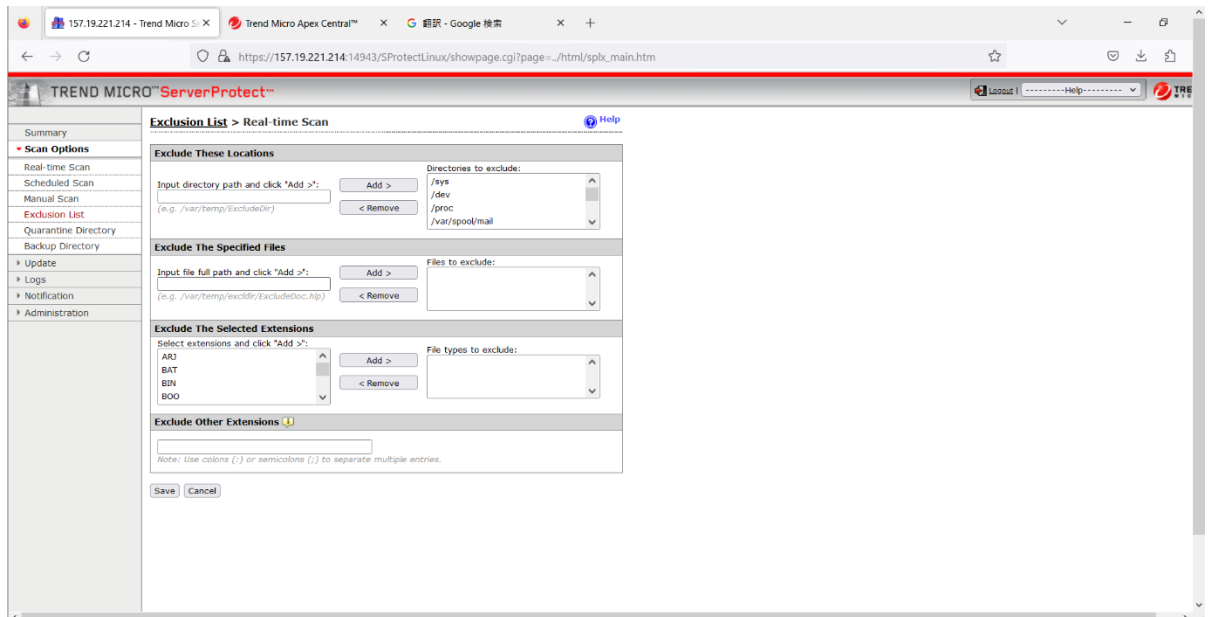 157.19.221.214 - Trend Micro Sc
Trend Micro Apex Central™
翻訳 - Google 検索
https://157.19.221.214:14943/SProtectLinux/showpage.cgi?page=../html/splx_main.htm
TREND MICRO™ ServerProtect™
Logout | ---------Help---------
TRE
Summary
Scan Options
Real-time Scan
Scheduled Scan
Manual Scan
Exclusion List
Quarantine Directory
Backup Directory
Update
Logs
Notification
Administration
Exclusion List > Real-time Scan
Help
Exclude These Locations
Input directory path and click "Add >":
(e.g. /var/temp/ExcludeDir)
Add >
< Remove
Directories to exclude:
/sys
/dev
/proc
/var/spool/mail
Exclude The Specified Files
Input file full path and click "Add >":
(e.g. /var/temp/excldir/ExcludeDoc.hlp)
Add >
< Remove
Files to exclude:
Exclude The Selected Extensions
Select extensions and click "Add >":
ARJ
BAT
BIN
BOO
Add >
< Remove
File types to exclude:
Exclude Other Extensions
Note: Use colons (:) or semicolons (;) to separate multiple entries.
Save Cancel